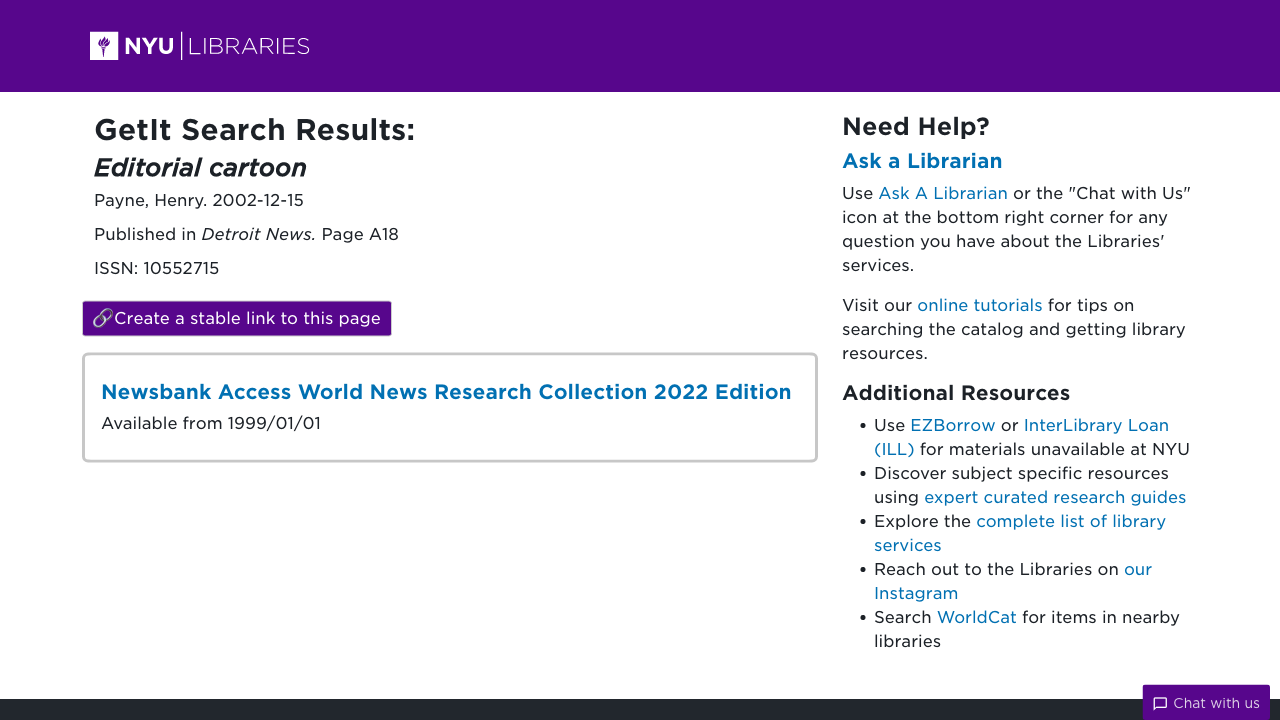 NYU LIBRARIES
GetIt Search Results:
Editorial cartoon
Payne, Henry. 2002-12-15
Published in Detroit News. Page A18
ISSN: 10552715
Create a stable link to this page
Newsbank Access World News Research Collection 2022 Edition
Available from 1999/01/01
Need Help?
Ask a Librarian
Use Ask A Librarian or the "Chat with Us"
icon at the bottom right corner for any
question you have about the Libraries'
services.
Visit our online tutorials for tips on
searching the catalog and getting library
resources.
Additional Resources
• Use EZBorrow or InterLibrary Loan
(ILL) for materials unavailable at NYU
• Discover subject specific resources
using expert curated research guides
• Explore the complete list of library
services
• Reach out to the Libraries on our
Instagram
• Search WorldCat for items in nearby
libraries
Chat with us